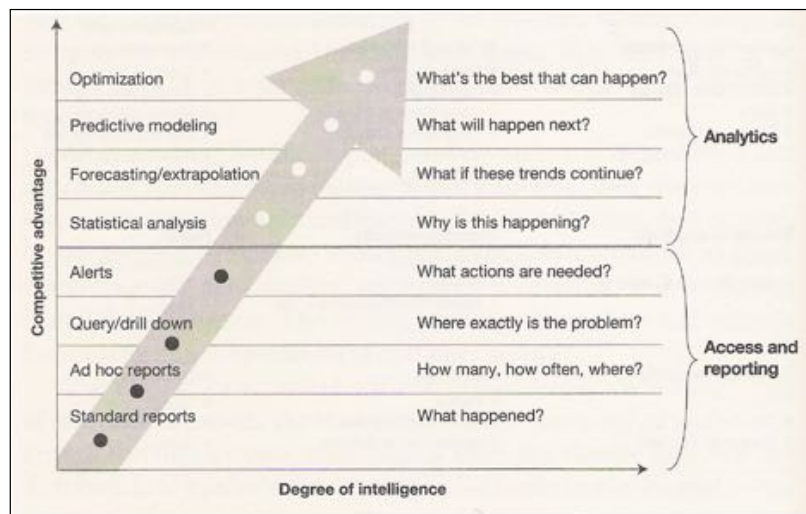 Optimization
What's the best that can happen?
Predictive modeling
What will happen next?
Analytics
Forecasting/extrapolation
What if these trends continue?
Statistical analysis
Why is this happening?
Alerts
What actions are needed?
Query/drill down
Where exactly is the problem?
Access and
reporting
Ad hoc reports
How many, how often, where?
Standard reports
What happened?
Competitive advantage
Degree of intelligence